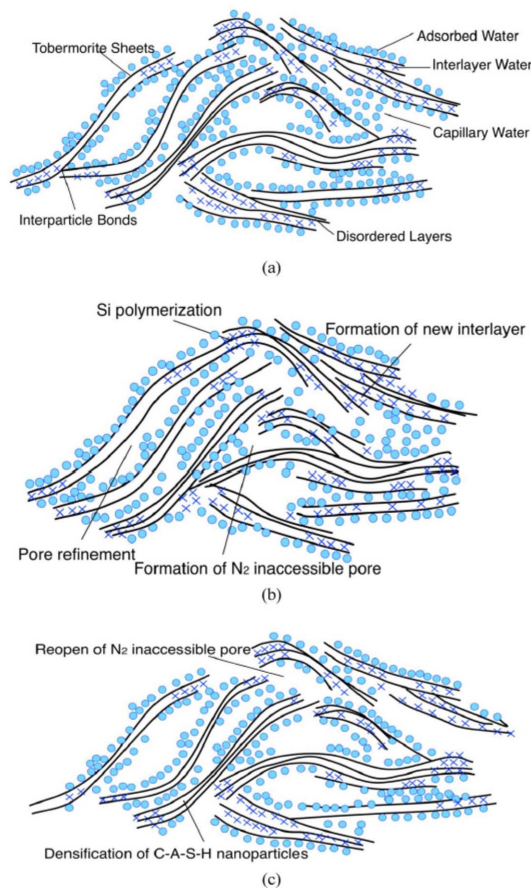 Tobermorite Sheets
Adsorbed Water
Interlayer Water
Capillary Water
Interparticle Bonds
Disordered Layers
(a)
Si polymerization
Formation of new interlayer
Pore refinement
Formation of N2 inaccessible pore
(b)
Reopen of N2 inaccessible pore
Densification of C-A-S-H nanoparticles
(c)